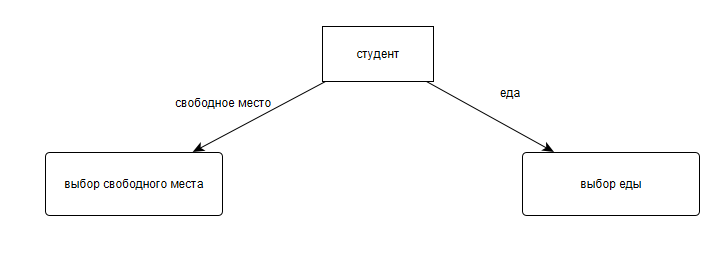 студент
еда
свободное место
выбор свободного места
выбор еды